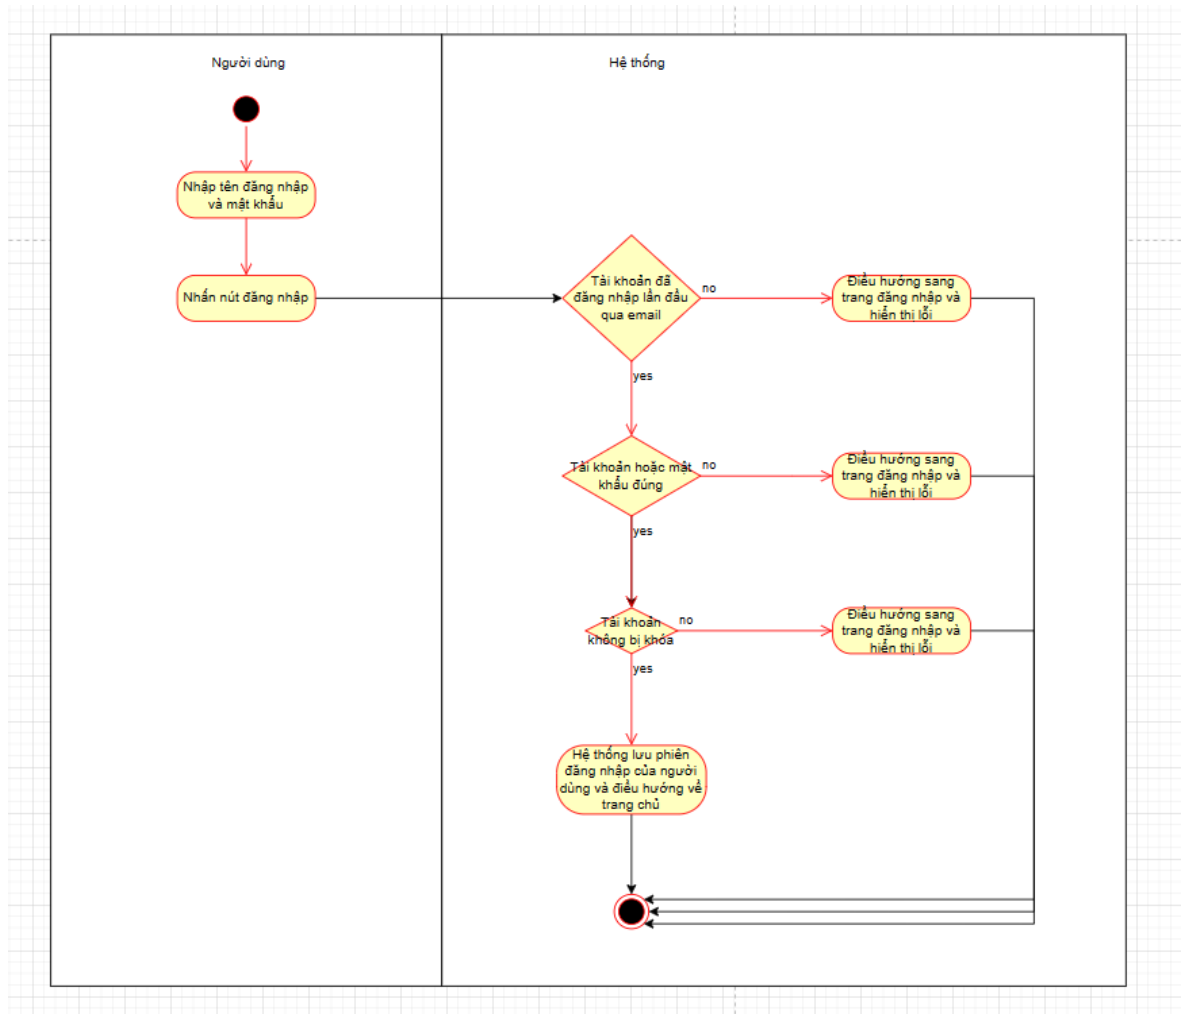 Người dùng
Hệ thống
Nhập tên đăng nhập
và mật khẩu
Nhấn nút đăng nhập
Tài khoản đã
đăng nhập lần đầu
qua email
no
Điều hướng sang
trang đăng nhập và
hiển thị lỗi
yes
Tài khoản hoặc mật
khẩu đúng
no
Điều hướng sang
trang đăng nhập và
hiển thị lỗi
yes
Tài khoản
không bị khóa
no
Điều hướng sang
trang đăng nhập và
hiển thị lỗi
yes
Hệ thống lưu phiên
đăng nhập của người
dùng và điều hướng về
trang chủ